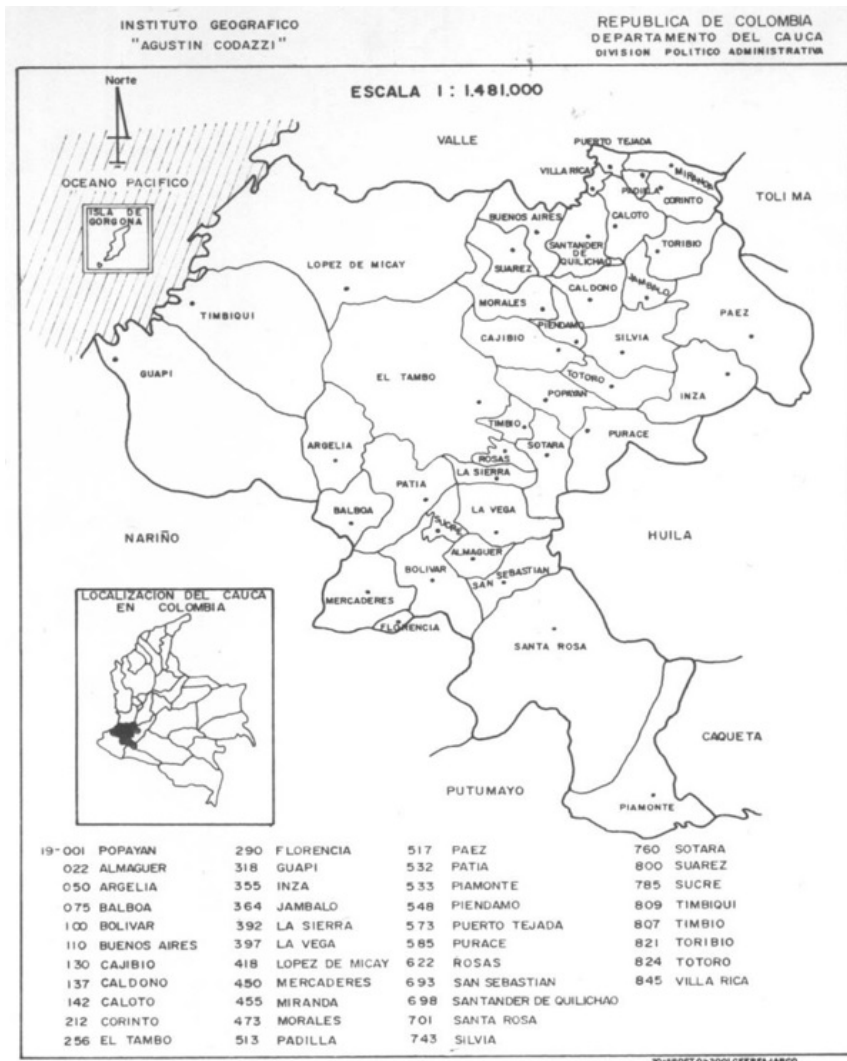 INSTITUTO GEOGRAFICO
"AGUSTIN CODAZZI"
REPUBLICA DE COLOMBIA
DEPARTAMENTO DEL CAUCA
DIVISION POLITICO ADMINISTRATIVA
Norte
ESCALA 1 : 1.481.000
VALLE
PUERTO TEJADA
OCEANO PACIFICO
VILLA RICA
MIRANDA
PADILLA
CORINTO
TOLIMA
ISLA DE
GORGONA
BUENOS AIRES
CALOTO
SANTANDER
DE
QUILICHAO
TORIBIO
SUAREZ
LOPEZ DE MICAY
CALDONO
JAMBALO
TIMBIQUI
MORALES
PAEZ
PIENDAMO
CAJIBIO
SILVIA
GUAPI
EL TAMBO
TOTORO
INZA
POPAYAN
TIMBIO
PURACE
ARGELIA
SOTARA
ROSAS
LA SIERRA
PATIA
BALBOA
LA VEGA
SUCRE
NARIÑO
HUILA
ALMAGUER
BOLIVAR
SAN SEBASTIAN
MERCADERES
FLORENCIA
LOCALIZACION DEL CAUCA
EN COLOMBIA
SANTA ROSA
CAQUETA
PUTUMAYO
PIAMONTE
19-001 POPAYAN
022 ALMAGUER
050 ARGELIA
075 BALBOA
100 BOLIVAR
110 BUENOS AIRES
130 CAJIBIO
137 CALDONO
142 CALOTO
212 CORINTO
256 EL TAMBO
290 FLORENCIA
318 GUAPI
355 INZA
364 JAMBALO
392 LA SIERRA
397 LA VEGA
418 LOPEZ DE MICAY
450 MERCADERES
455 MIRANDA
473 MORALES
513 PADILLA
517 PAEZ
532 PATIA
533 PIAMONTE
548 PIENDAMO
573 PUERTO TEJADA
585 PURACE
622 ROSAS
693 SAN SEBASTIAN
698 SANTANDER DE QUILICHAO
701 SANTA ROSA
743 SILVIA
760 SOTARA
800 SUAREZ
785 SUCRE
809 TIMBIQUI
807 TIMBIO
821 TORIBIO
824 TOTORO
845 VILLA RICA